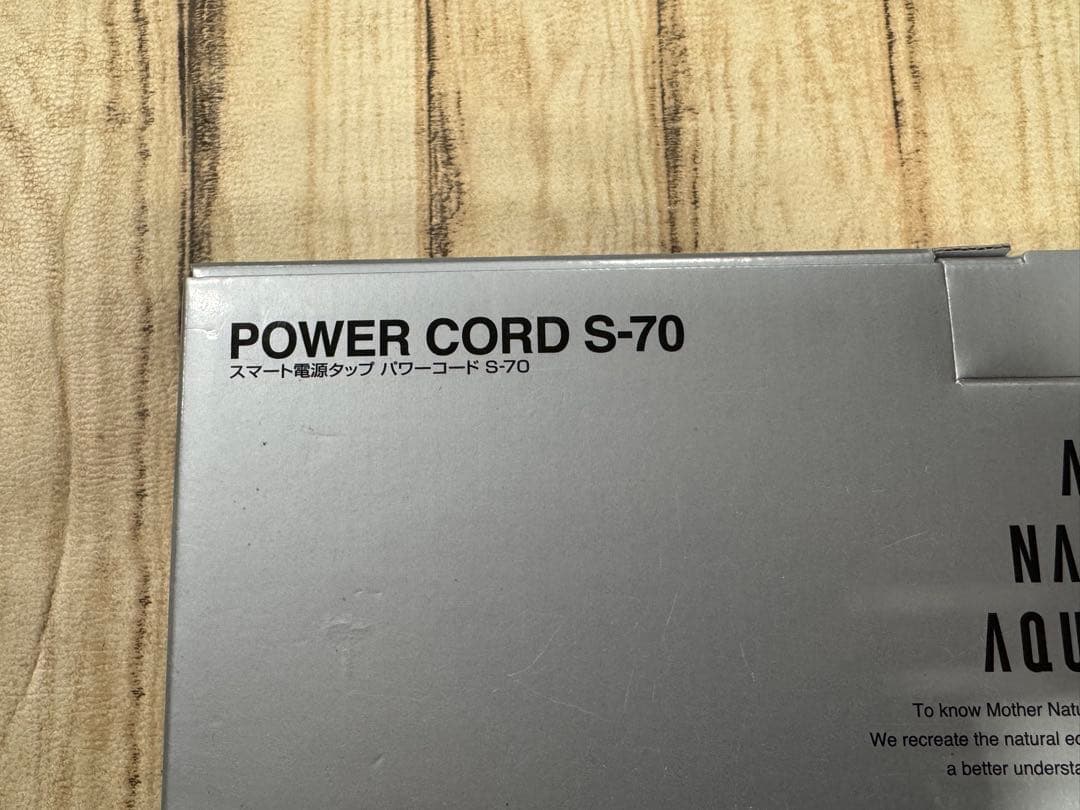 POWER CORD S-70
スマート電源タップ パワーコード S-70
N
NA
AQU
To know Mother Natu
We recreate the natural ec
a better understa